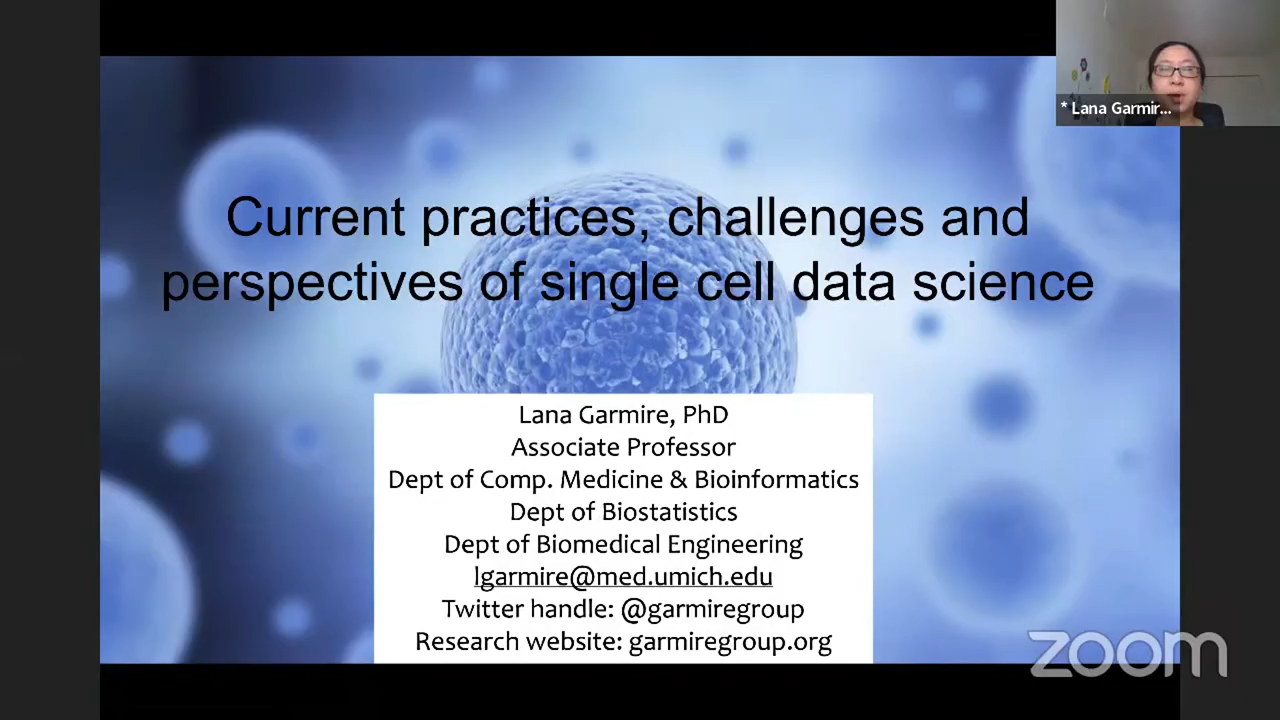 * Lana Garmir...
Current practices, challenges and
perspectives of single cell data science
Lana Garmire, PhD
Associate Professor
Dept of Comp. Medicine & Bioinformatics
Dept of Biostatistics
Dept of Biomedical Engineering
lgarmire@med.umich.edu
Twitter handle: @garmiregroup
Research website: garmiregroup.org
zoom